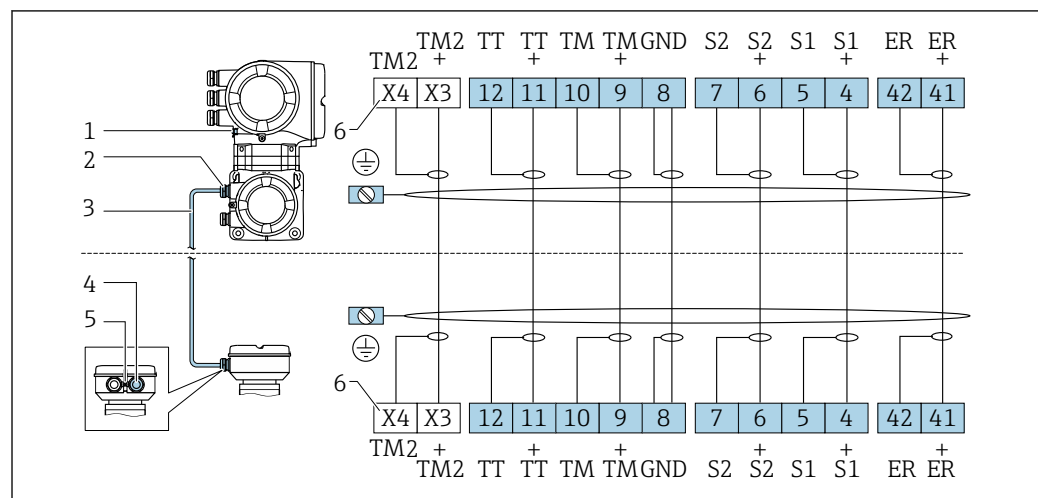 TM2 TT TT TM TM GND S2 S2 S1 S1 ER ER
TM2 + + + + + +
X4 X3 12 11 10 9 8 7 6 5 4 42 41
6
1
2
3
4
5
6
X4 X3 12 11 10 9 8 7 6 5 4 42 41
TM2 + + + + + +
TM2 TT TT TM TM GND S2 S2 S1 S1 ER ER